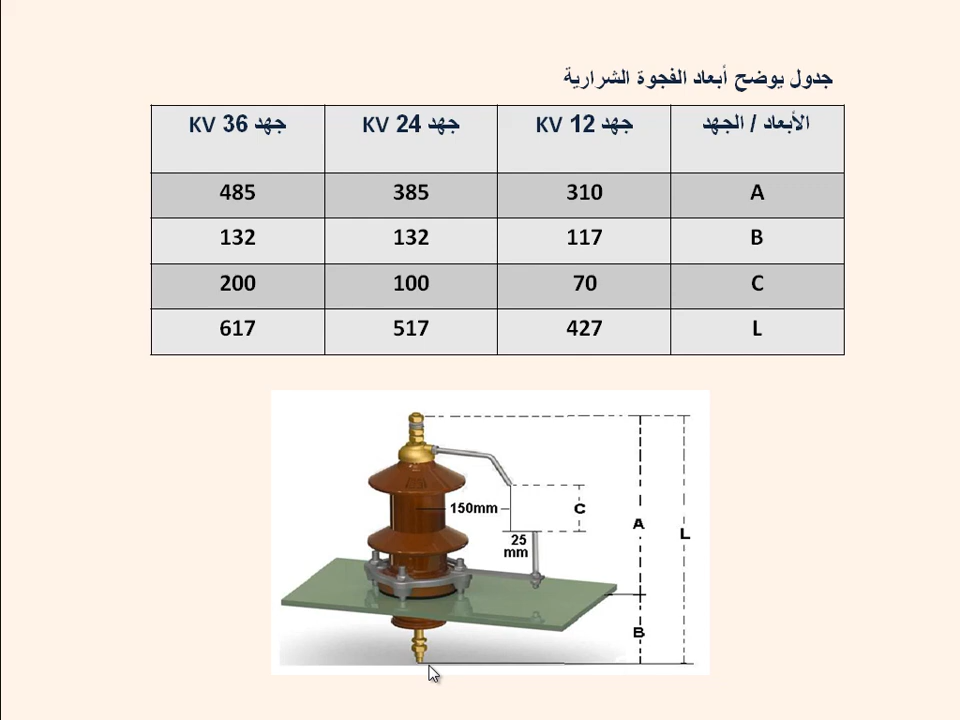 جدول يوضح أبعاد الفجوة الشرارية
الأبعاد / الجهد جهد 12 KV جهد 24 KV جهد 36 KV
A 310 385 485
B 117 132 132
C 70 100 200
L 427 517 617
150mm
C
25
mm
A
L
B